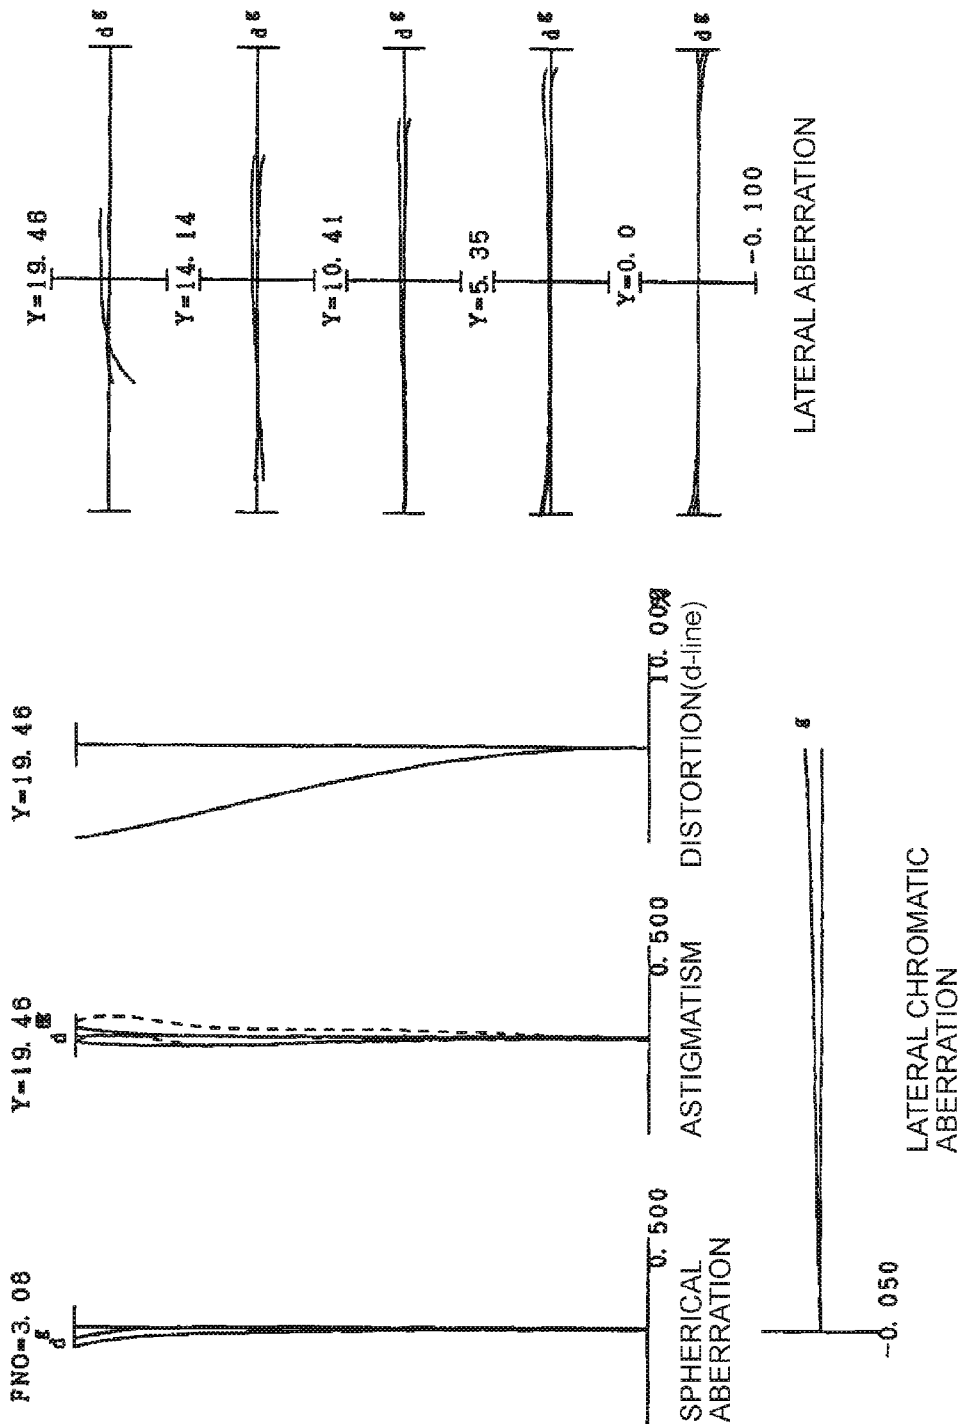 FNO=3. 08
d g
0. 500
SPHERICAL
ABERRATION
Y=19. 46
d
0. 500
ASTIGMATISM
Y=19. 46
10. 00%
DISTORTION(d-line)
g
-0. 050
LATERAL CHROMATIC
ABERRATION
Y=19. 46
d g
Y=14. 14
d g
Y=10. 41
d g
Y=5. 35
d g
Y=0. 0
d g
-0. 100
LATERAL ABERRATION